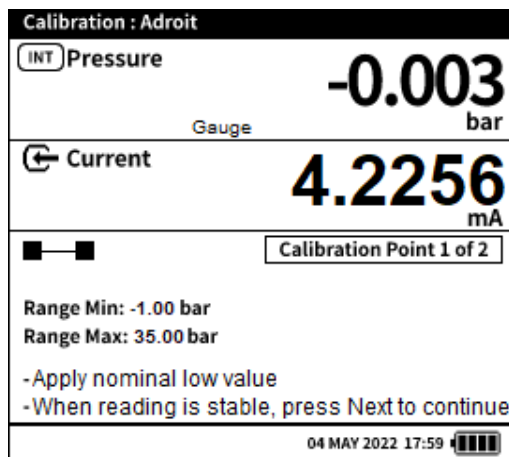 Calibration : Adroit
INT Pressure
-0.003
Gauge
bar
Current
4.2256
mA
Calibration Point 1 of 2
Range Min: -1.00 bar
Range Max: 35.00 bar
-Apply nominal low value
-When reading is stable, press Next to continue
04 MAY 2022 17:59